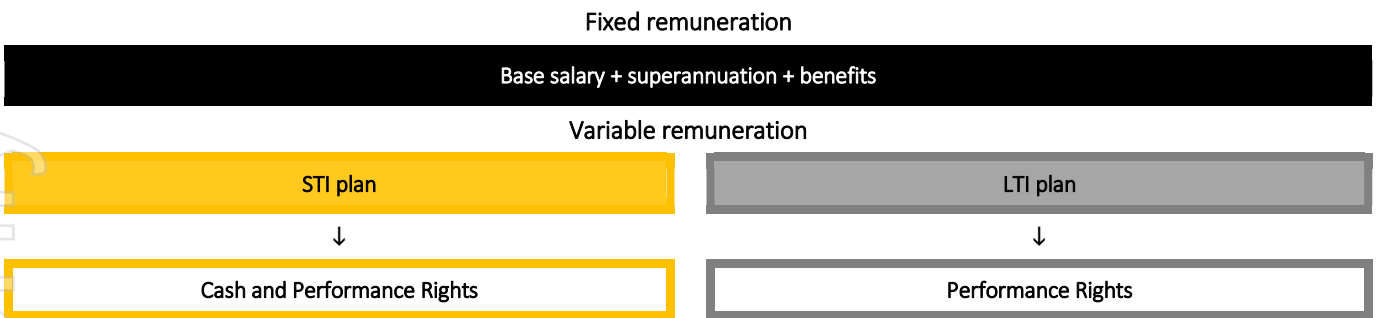 Fixed remuneration
Base salary + superannuation + benefits
Variable remuneration
STI plan
LTI plan
↓
↓
Cash and Performance Rights
Performance Rights